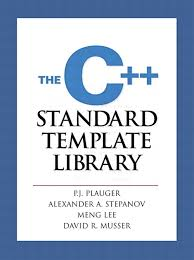 THE C++
STANDARD
TEMPLATE
LIBRARY
P.J. PLAUGER
ALEXANDER A. STEPANOV
MENG LEE
DAVID R. MUSSER